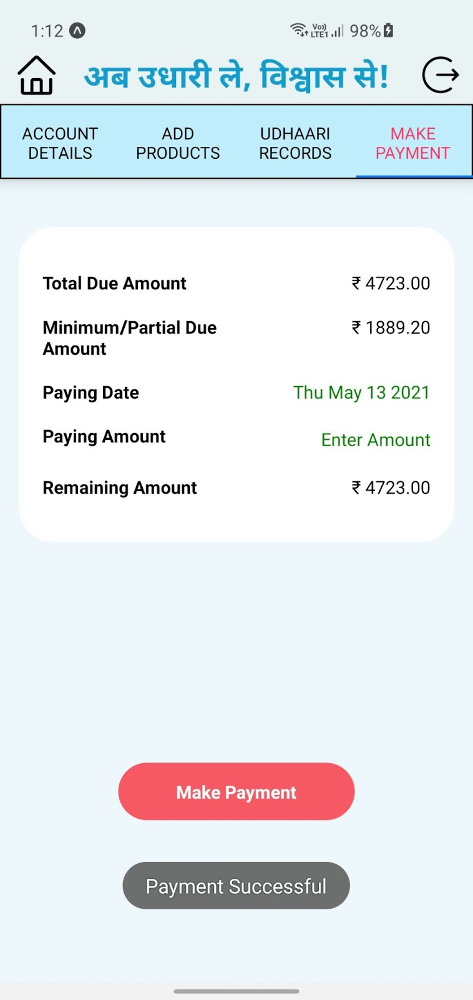 1:12
Vo))
LTE1
98%
अब उधारी ले, विश्वास से!
ACCOUNT
DETAILS
ADD
PRODUCTS
UDHAARI
RECORDS
MAKE
PAYMENT
Total Due Amount ₹ 4723.00
Minimum/Partial Due
Amount
₹ 1889.20
Paying Date Thu May 13 2021
Paying Amount Enter Amount
Remaining Amount ₹ 4723.00
Make Payment
Payment Successful